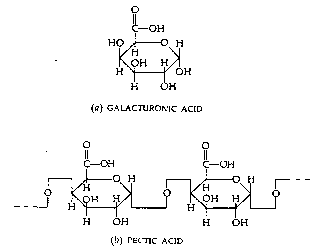 O
C—OH
HO O H
H
H OH H OH
H OH
(a) GALACTURONIC ACID
O O
C—OH C—OH
O O
H H O H H O
OH H OH H
H H
H OH H OH
(b) PECTIC ACID